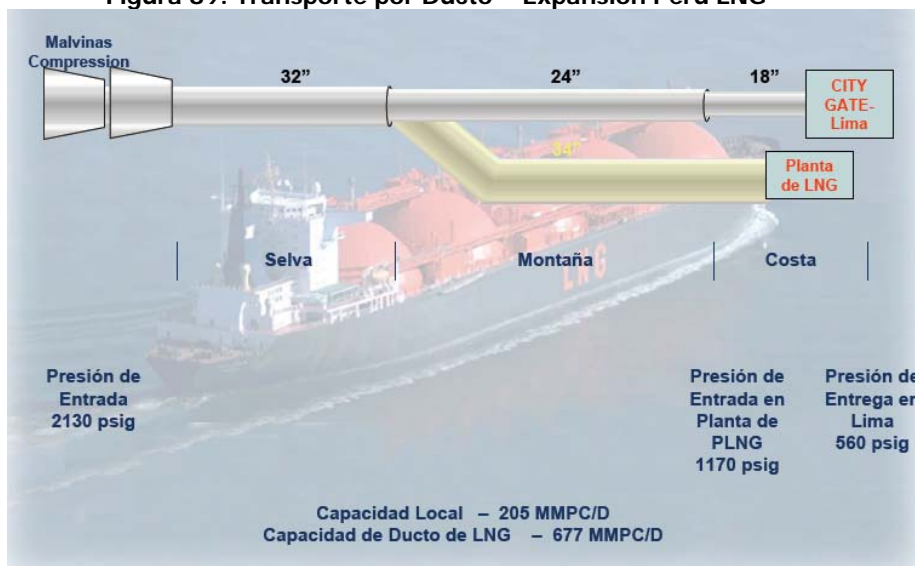 Figura 89. Transporte por Ducto – Expansión Perú LNG
Malvinas
Compression
32”
24”
18”
CITY
GATE-
Lima
34”
Planta
de LNG
Selva
Montaña
Costa
LNG
Presión de
Entrada
2130 psig
Presión de
Entrada en
Planta de
PLNG
1170 psig
Presión de
Entrega en
Lima
560 psig
Capacidad Local – 205 MMPC/D
Capacidad de Ducto de LNG – 677 MMPC/D